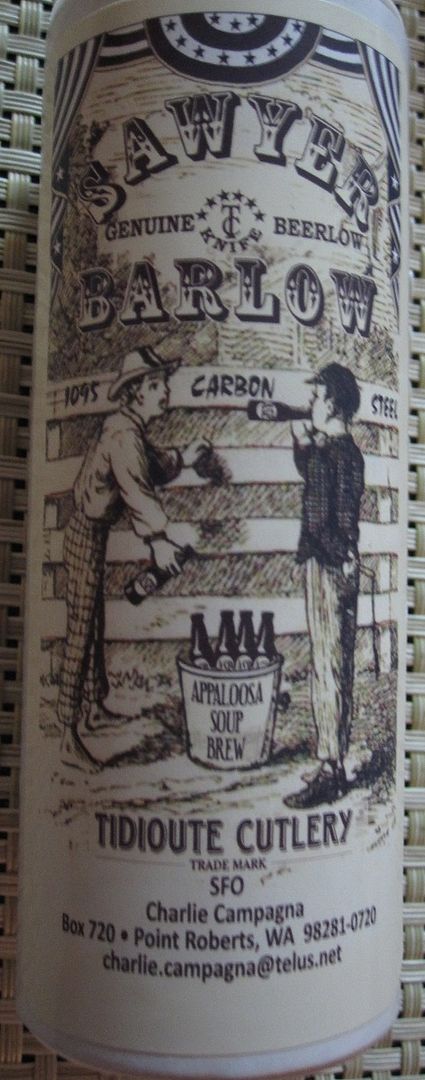 SAWYER
GENUINE TC KNIFE BEERLOW
BARLOW
1095 CARBON STEEL
APPALOOSA
SOUP
BREW
TIDIOUTE CUTLERY
TRADE MARK
SFO
Charlie Campagna
Box 720 • Point Roberts, WA 98281-0720
charlie.campagna@telus.net